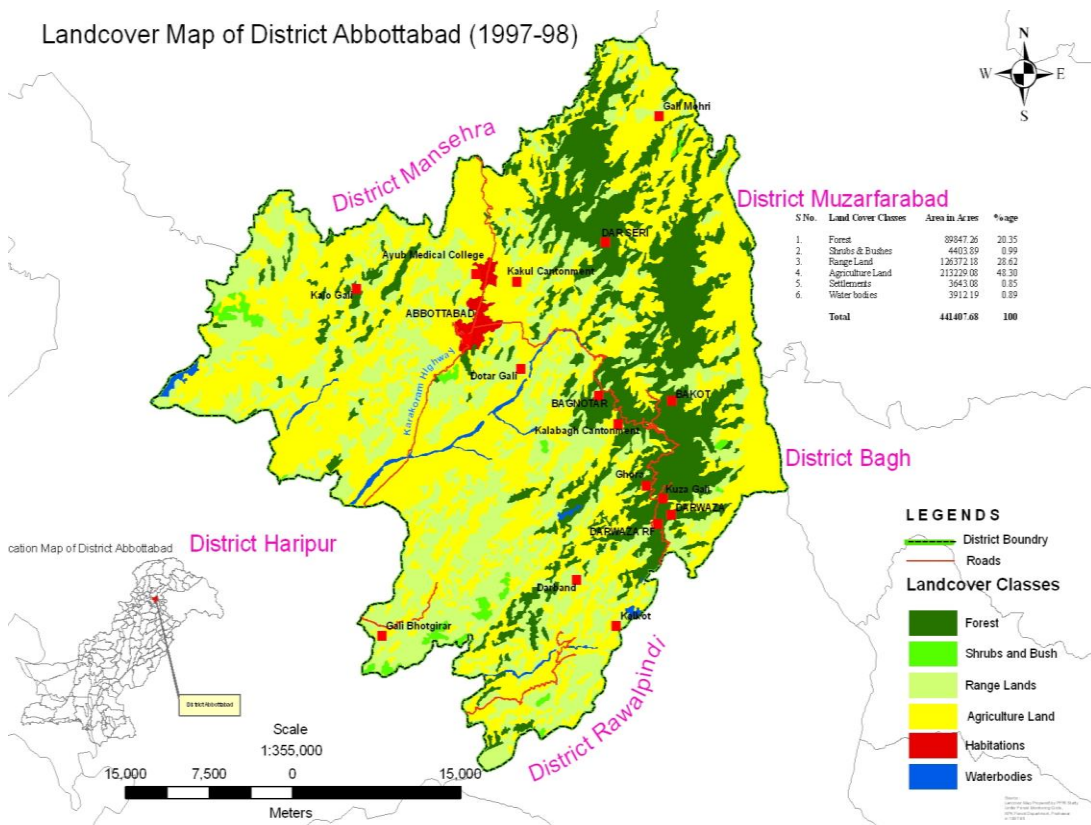 Landcover Map of District Abbottabad (1997-98)
N
W E
S
District Mansehra
Gali Mohri
District Muzarfarabad
S No. Land Cover Classes Area in Acres %age
1. Forest 89847.26 20.35
2. Shrubs & Bushes 4403.89 0.99
3. Range Land 126372.18 28.62
4. Agriculture Land 213229.08 48.30
5. Settlements 3643.08 0.85
6. Water bodies 3912.19 0.89
Total 441407.68 100
DARSERI
Ayub Medical College
Kakul Cantonment
Kalo Gali
ABBOTTABAD
Karakoram Highway
Dotar Gali
BAGNOTAR
BAKOT
Kalabagh Cantonment
District Bagh
Ghora
Kuza Gali
DARWAZA
DARWAZA RF
District Haripur
cation Map of District Abbottabad
District Abbottabad
Darband
Gali Bhotgirar
District Rawalpindi
LEGENDS
District Boundry
Roads
Landcover Classes
Forest
Shrubs and Bush
Range Lands
Agriculture Land
Habitations
Waterbodies
Scale
1:355,000
15,000 7,500 0 15,000
Meters